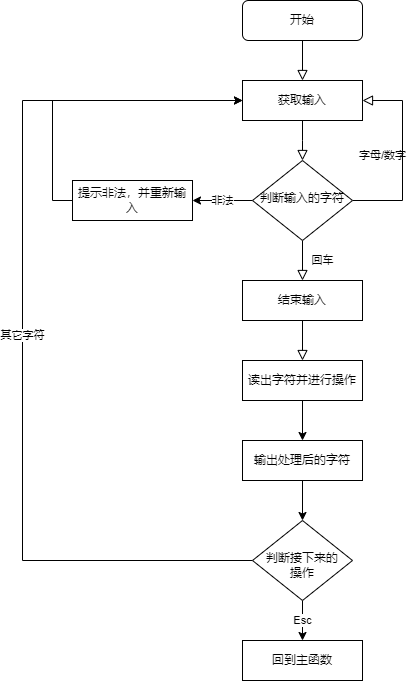 开始
获取输入
字母/数字
提示非法，并重新输
入
非法
判断输入的字符
回车
结束输入
其它字符
读出字符并进行操作
输出处理后的字符
判断接下来的
操作
Esc
回到主函数